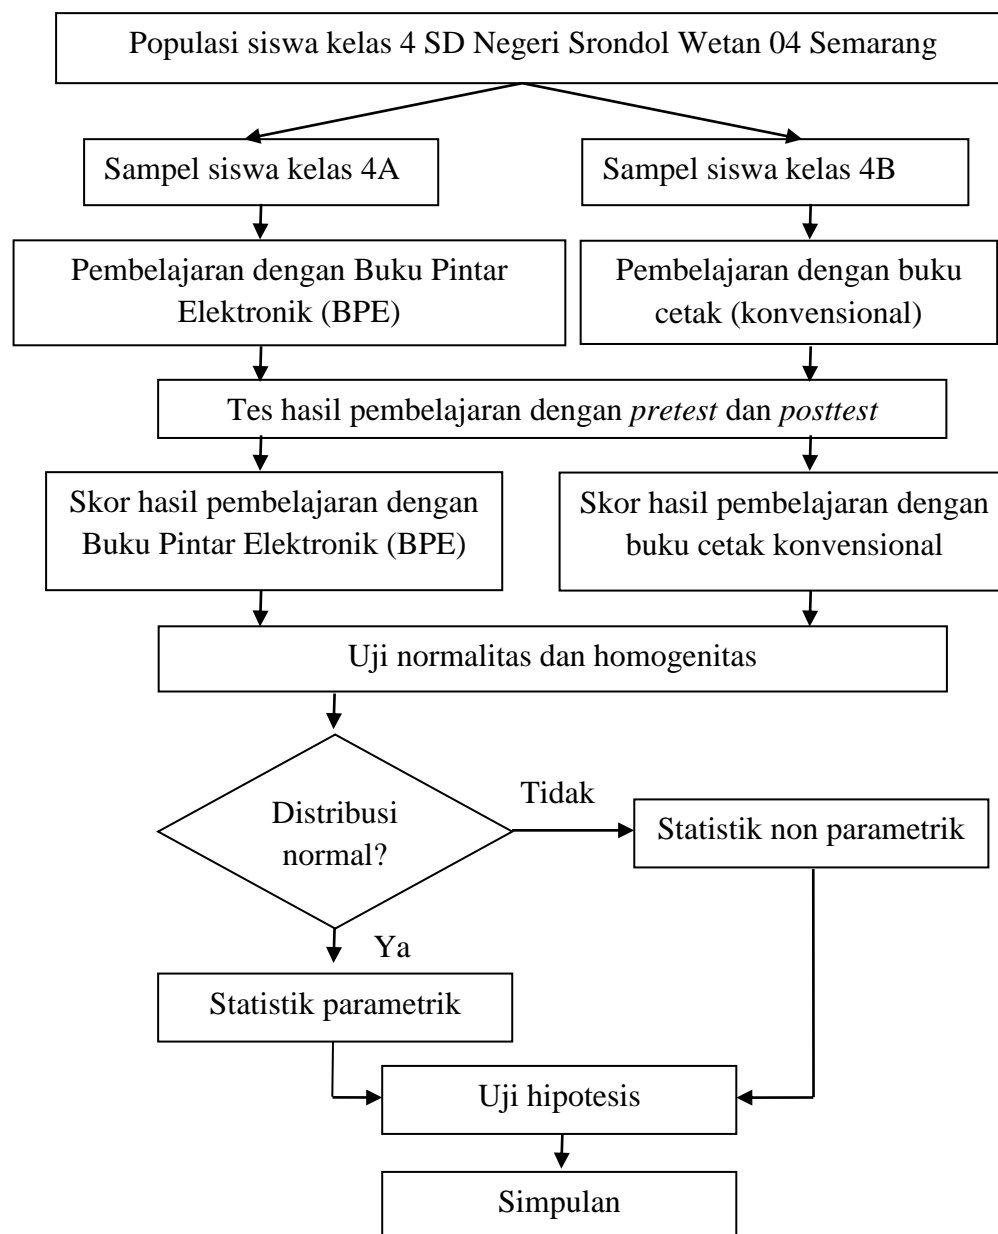 Populasi siswa kelas 4 SD Negeri Srondol Wetan 04 Semarang
Sampel siswa kelas 4A
Sampel siswa kelas 4B
Pembelajaran dengan Buku Pintar
Elektronik (BPE)
Pembelajaran dengan buku
cetak (konvensional)
Tes hasil pembelajaran dengan pretest dan posttest
Skor hasil pembelajaran dengan
Buku Pintar Elektronik (BPE)
Skor hasil pembelajaran dengan
buku cetak konvensional
Uji normalitas dan homogenitas
Distribusi
normal?
Tidak
Statistik non parametrik
Ya
Statistik parametrik
Uji hipotesis
Simpulan